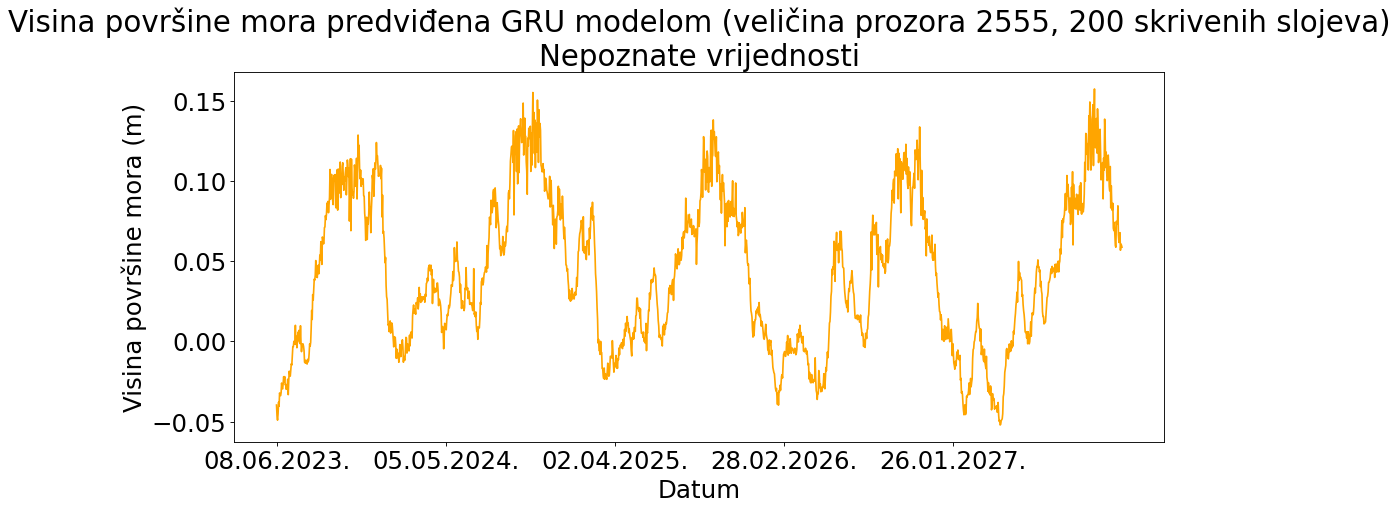 Visina površine mora predviđena GRU modelom (veličina prozora 2555, 200 skrivenih slojeva)
Nepoznate vrijednosti
Visina površine mora (m)
0.15
0.10
0.05
0.00
−0.05
08.06.2023. 05.05.2024. 02.04.2025. 28.02.2026. 26.01.2027.
Datum